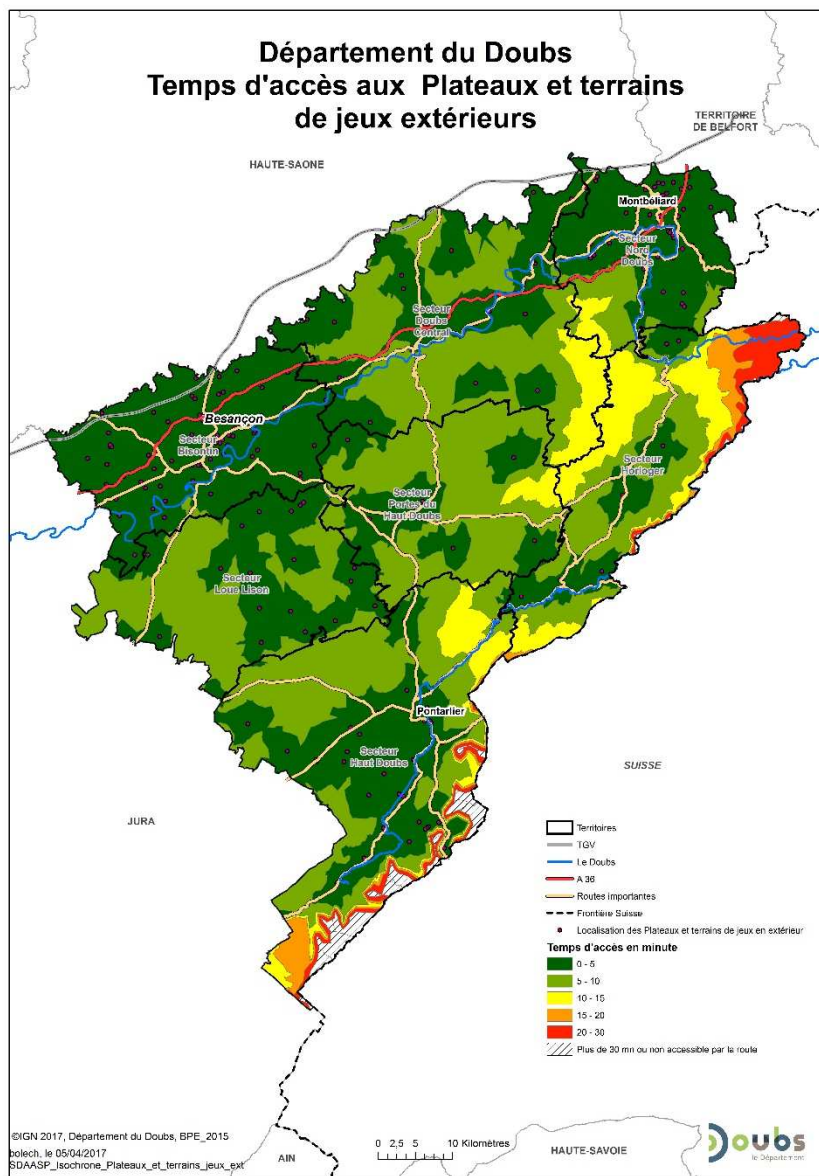 Département du Doubs
Temps d'accès aux Plateaux et terrains
de jeux extérieurs
TERRITOIRE
DE BELFORT
HAUTE-SAONE
Montbéliard
Secteur
Nord
Doubs
Secteur
Doubs
Central
Besançon
Secteur
Bisontin
Secteur
Horloger
Secteur
Portes du
Haut Doubs
Secteur
Loue Lison
Pontarlier
Secteur
Haut Doubs
SUISSE
JURA
Territoires
TGV
Le Doubs
A 36
Routes importantes
Frontière Suisse
Localisation des Plateaux et terrains de jeux en extérieur
Temps d'accès en minute
0 - 5
5 - 10
10 - 15
15 - 20
20 - 30
Plus de 30 mn ou non accessible par la route
©IGN 2017, Département du Doubs, BPE_2015
bolech, le 05/04/2017
SDAASP_Isochrone_Plateaux_et_terrains_jeux_ext
AIN
0 2,5 5 10 Kilomètres
HAUTE-SAVOIE
Doubs
le Département